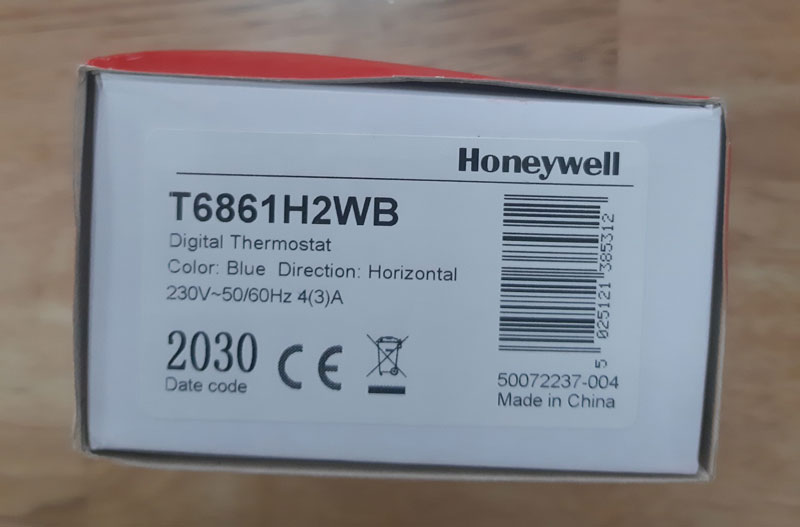 Honeywell
T6861H2WB
Digital Thermostat
Color: Blue Direction: Horizontal
230V~50/60Hz 4(3)A
2030
Date code
CE
5 025121 385312
50072237-004
Made in China